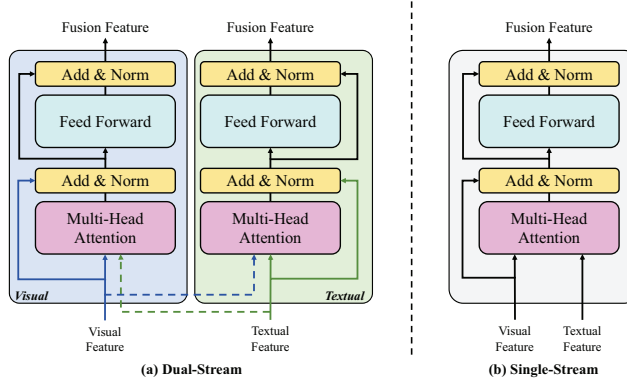 Fusion Feature
Add & Norm
Feed Forward
Add & Norm
Multi-Head
Attention
Visual
Visual
Feature
Fusion Feature
Add & Norm
Feed Forward
Add & Norm
Multi-Head
Attention
Textual
Textual
Feature
(a) Dual-Stream
Fusion Feature
Add & Norm
Feed Forward
Add & Norm
Multi-Head
Attention
Visual
Feature
Textual
Feature
(b) Single-Stream